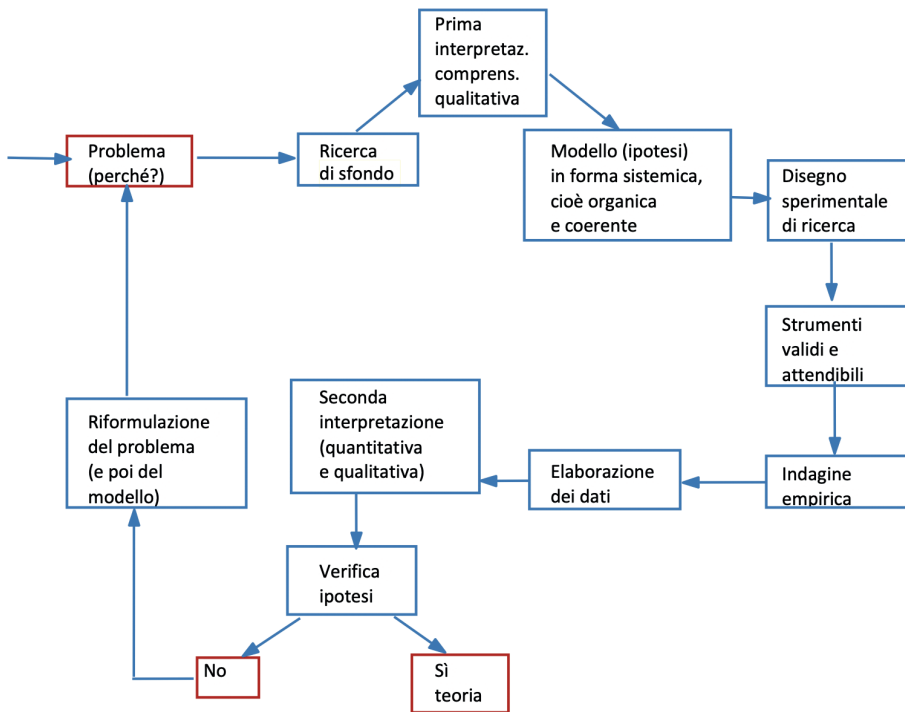 Problema
(perché?)
Ricerca
di sfondo
Prima
interpretaz.
comprens.
qualitativa
Modello (ipotesi)
in forma sistemica,
cioè organica
e coerente
Disegno
sperimentale
di ricerca
Strumenti
validi e
attendibili
Indagine
empirica
Elaborazione
dei dati
Seconda
interpretazione
(quantitativa
e qualitativa)
Verifica
ipotesi
No
Sì
teoria
Riformulazione
del problema
(e poi del
modello)